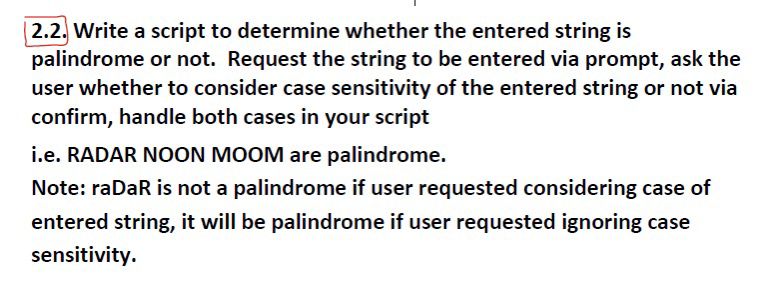 2.2. Write a script to determine whether the entered string is
palindrome or not.  Request the string to be entered via prompt, ask the
user whether to consider case sensitivity of the entered string or not via
confirm, handle both cases in your script
i.e. RADAR NOON MOOM are palindrome.
Note: raDaR is not a palindrome if user requested considering case of
entered string, it will be palindrome if user requested ignoring case
sensitivity.